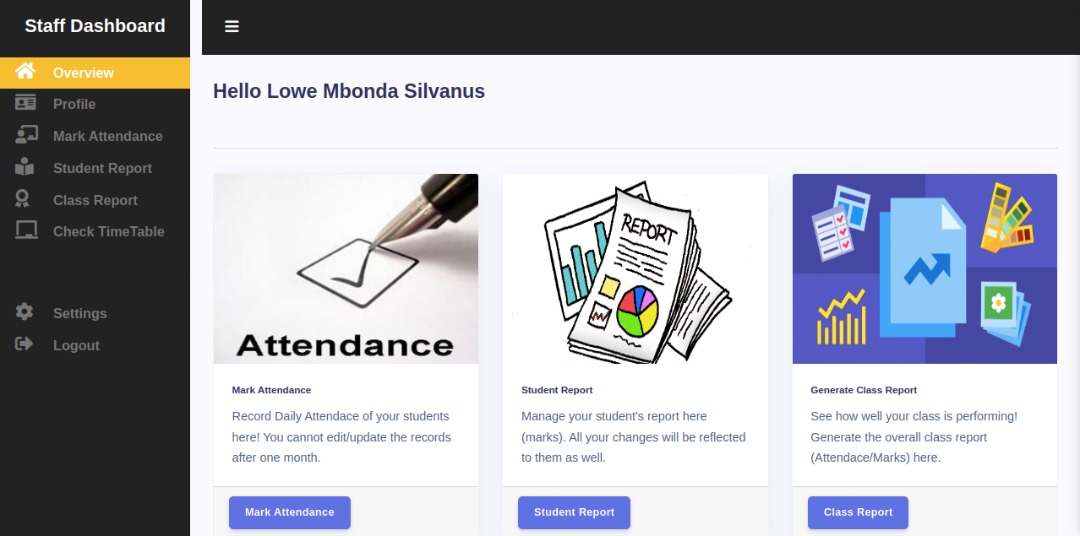 Staff Dashboard
Overview
Profile
Mark Attendance
Student Report
Class Report
Check TimeTable
Settings
Logout
Hello Lowe Mbonda Silvanus
Attendance
Mark Attendance
Record Daily Attendace of your students
here! You cannot edit/update the records
after one month.
Mark Attendance
REPORT
Student Report
Manage your student's report here
(marks). All your changes will be reflected
to them as well.
Student Report
Generate Class Report
See how well your class is performing!
Generate the overall class report
(Attendace/Marks) here.
Class Report